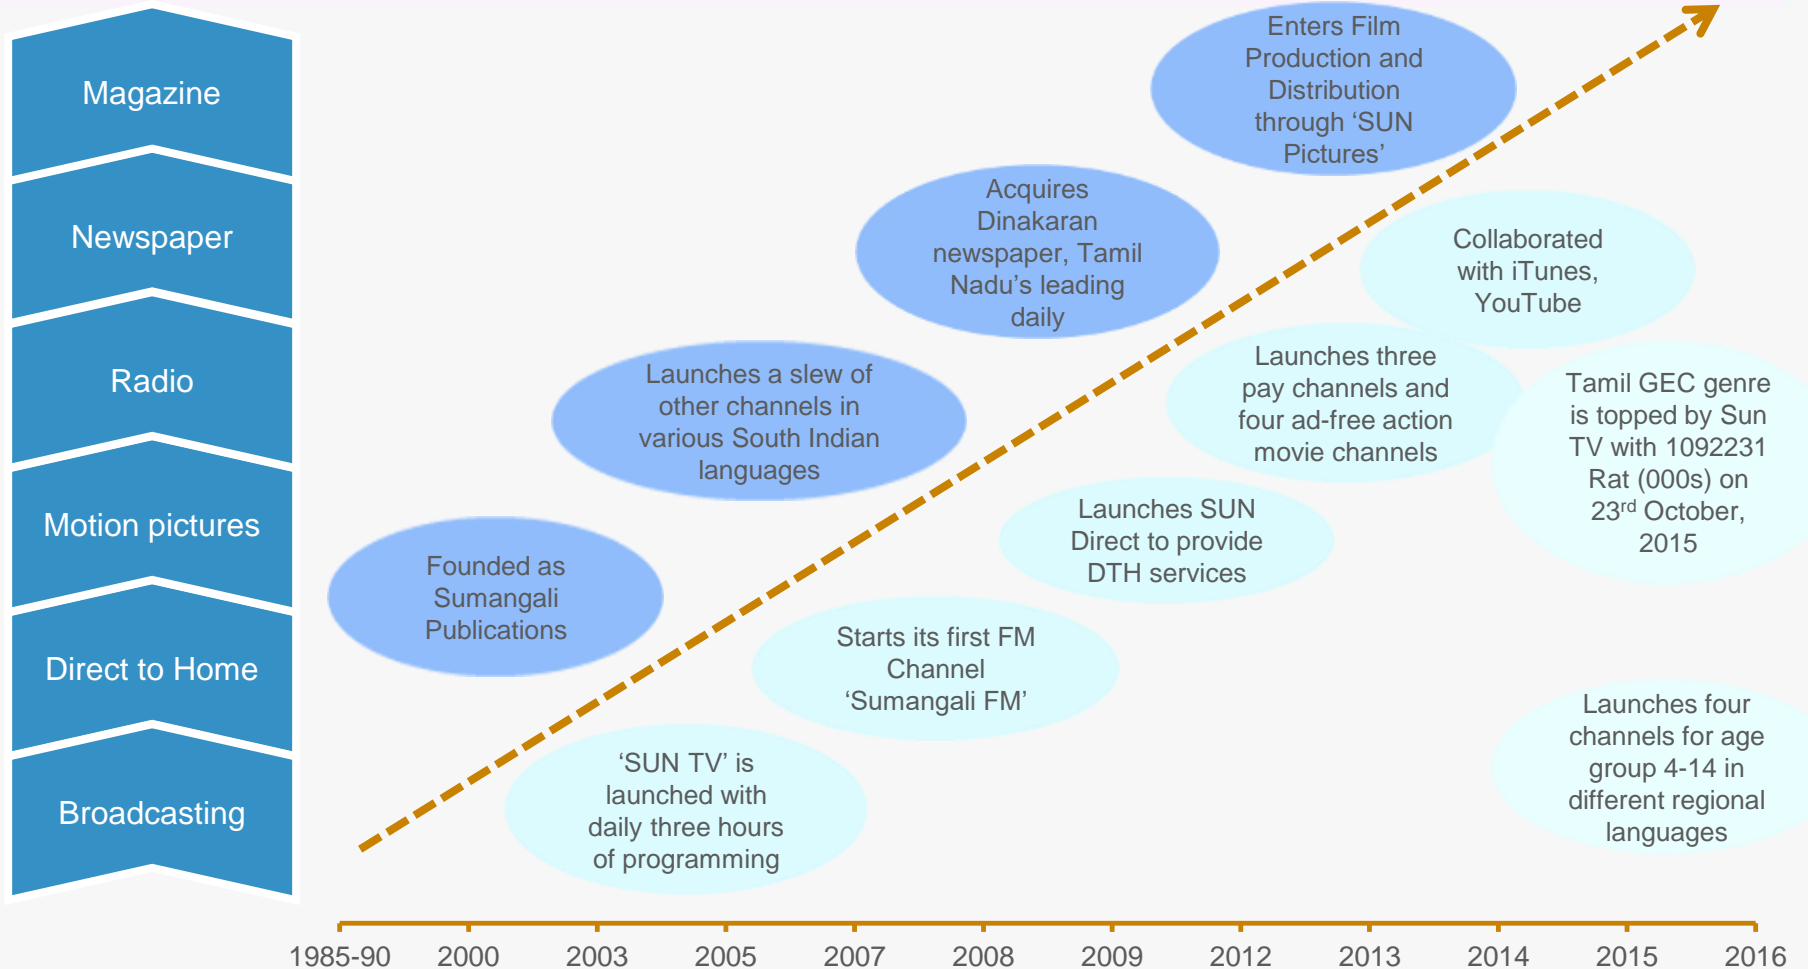 Magazine
Newspaper
Radio
Motion pictures
Direct to Home
Broadcasting
Enters Film
Production and
Distribution
through ‘SUN
Pictures’
Acquires
Dinakaran
newspaper, Tamil
Nadu’s leading
daily
Collaborated
with iTunes,
YouTube
Launches a slew of
other channels in
various South Indian
languages
Launches three
pay channels and
four ad-free action
movie channels
Tamil GEC genre
is topped by Sun
TV with 1092231
Rat (000s) on
23rd October,
2015
Launches SUN
Direct to provide
DTH services
Founded as
Sumangali
Publications
Starts its first FM
Channel
‘Sumangali FM’
‘SUN TV’ is
launched with
daily three hours
of programming
Launches four
channels for age
group 4-14 in
different regional
languages
1985-90 2000 2003 2005 2007 2008 2009 2012 2013 2014 2015 2016